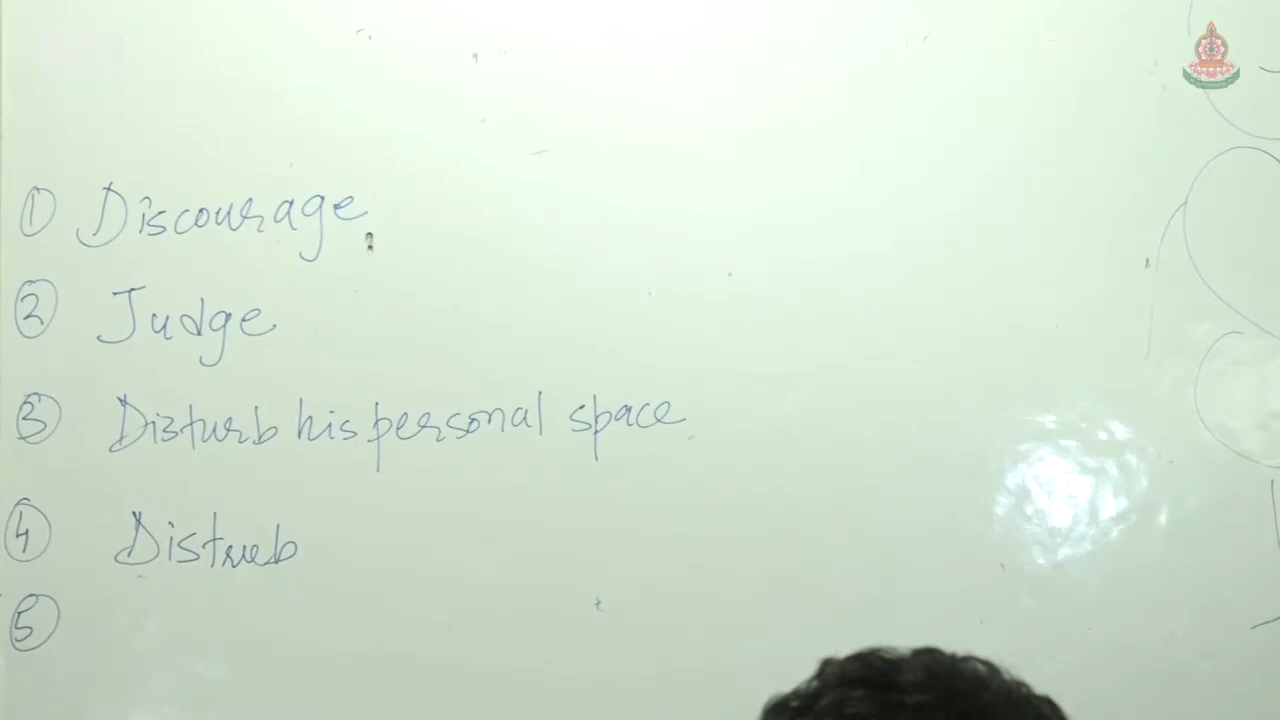 ① Discourage
② Judge
③ Disturb his personal space
④ Distrub
⑤